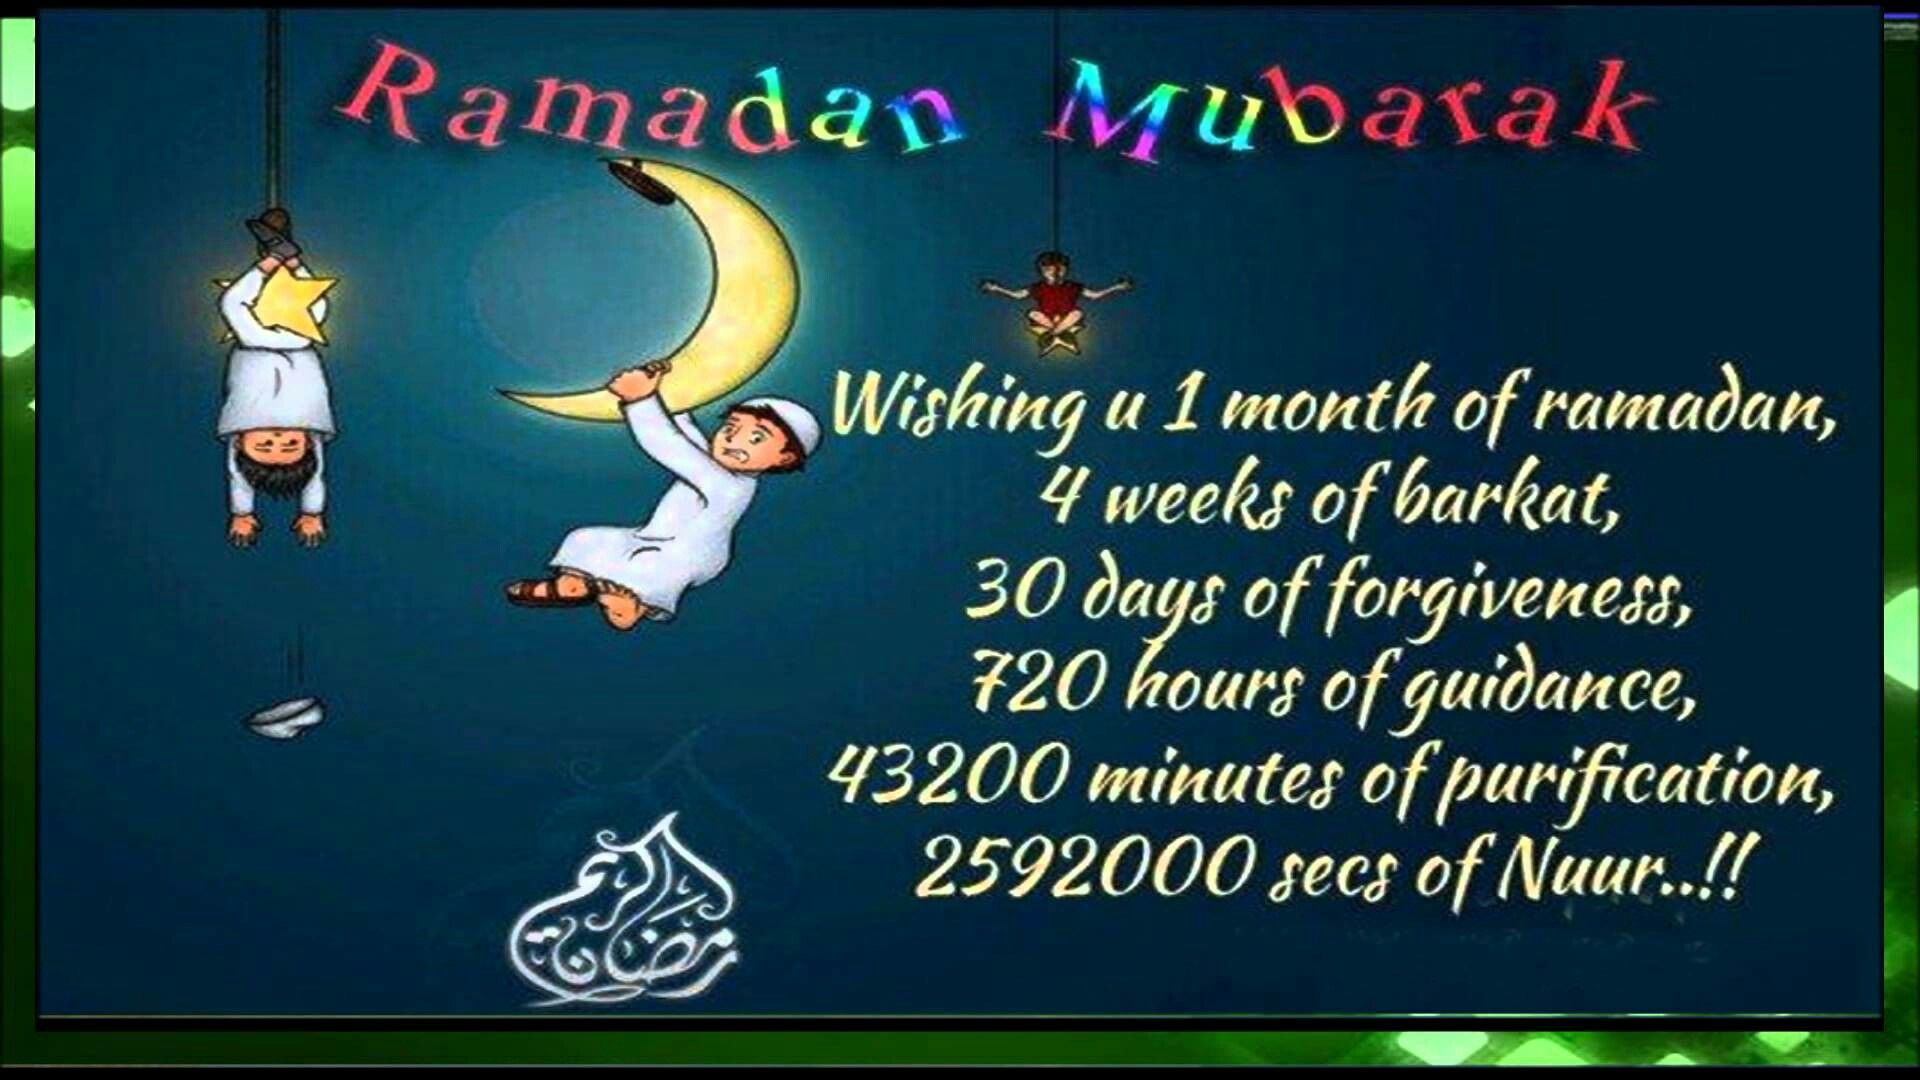 Ramadan Mubarak
Wishing u 1 month of ramadan,
4 weeks of barkat,
30 days of forgiveness,
720 hours of guidance,
43200 minutes of purification,
2592000 secs of Nuur..!!
رمضان كريم